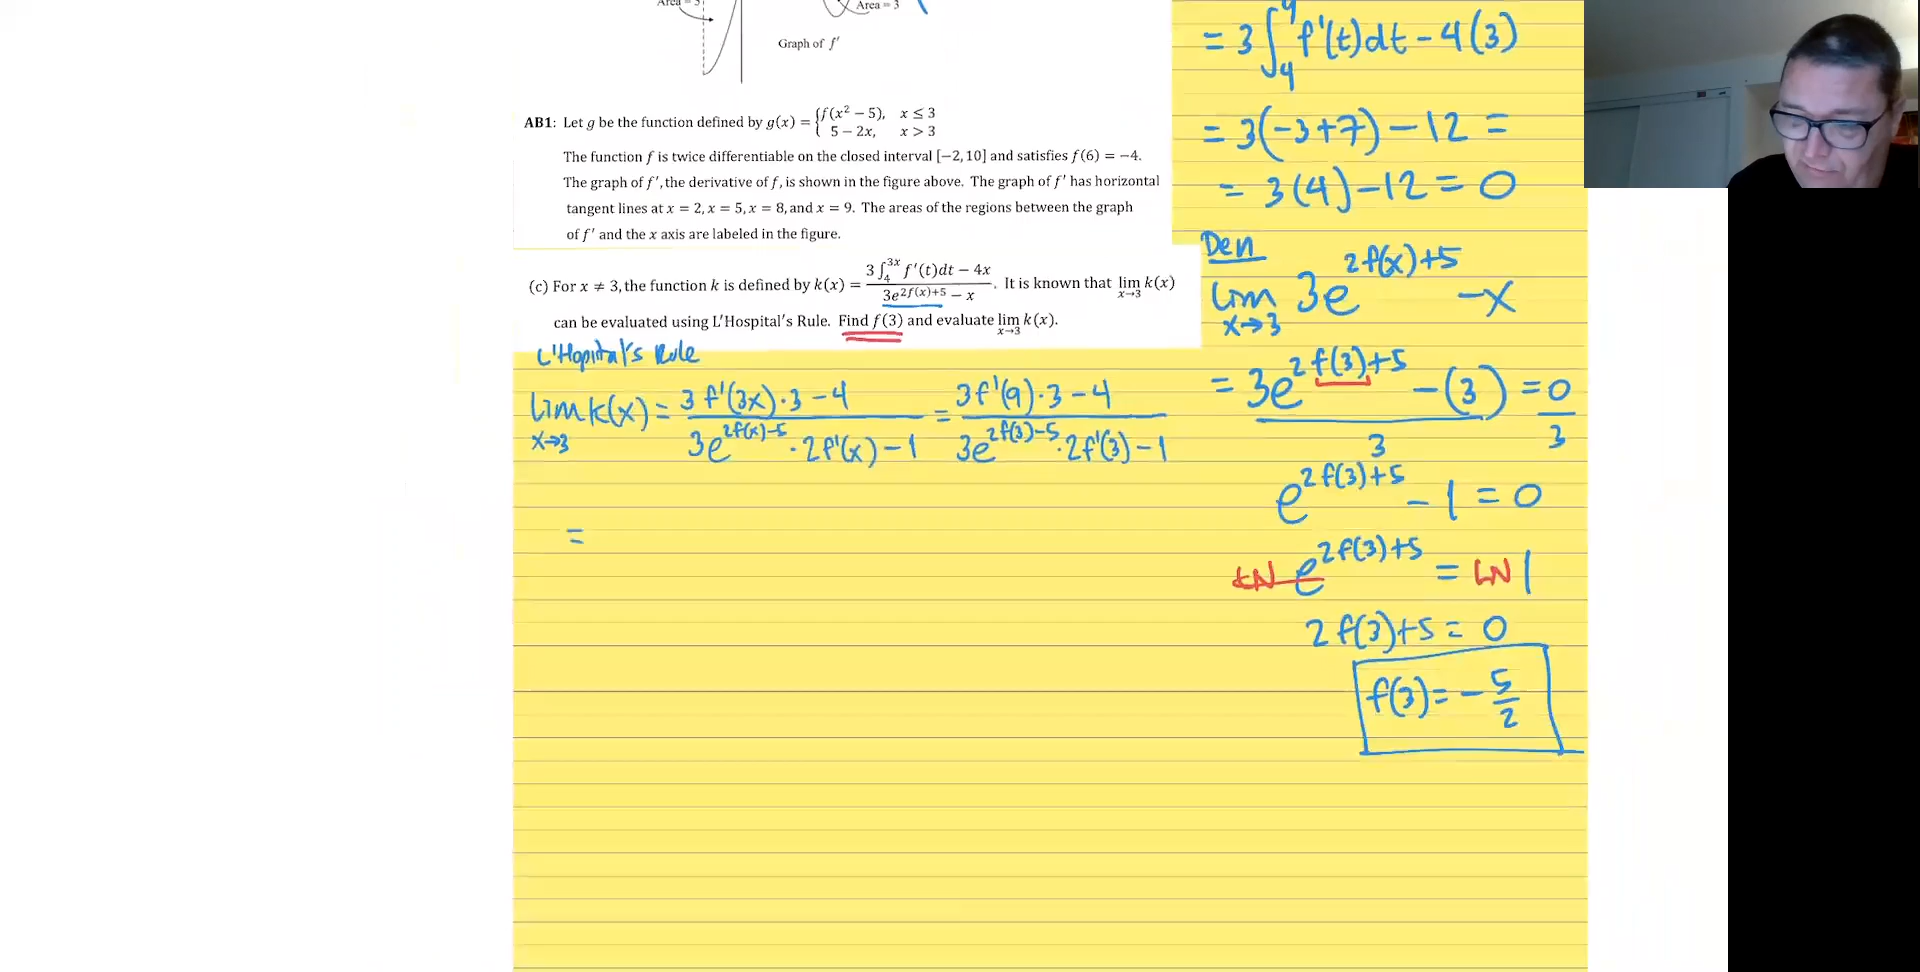 Area = 3
Area = 3
Graph of f′
AB1: Let g be the function defined by g(x) = { f(x² − 5), x ≤ 3
5 − 2x, x > 3
The function f is twice differentiable on the closed interval [−2, 10] and satisfies f(6) = −4.
The graph of f′, the derivative of f, is shown in the figure above. The graph of f′ has horizontal
tangent lines at x = 2, x = 5, x = 8, and x = 9. The areas of the regions between the graph
of f′ and the x axis are labeled in the figure.
(c) For x ≠ 3, the function k is defined by k(x) = (3∫₄³ˣ f′(t)dt − 4x) / (3e^(2f(x)+5) − x). It is known that lim x→3 k(x)
can be evaluated using L'Hospital's Rule. Find f(3) and evaluate lim x→3 k(x).
L'Hopital's Rule
lim x→3 k(x) = (3f'(3x)·3 − 4) / (3e^(2f(x)−5) · 2f'(x) − 1) = (3f'(9)·3 − 4) / (3e^(2f(3)−5) · 2f'(3) − 1)
=
= 3∫₄⁹ f'(t)dt − 4(3)
= 3(−3+7) − 12 =
= 3(4) − 12 = 0
Den
lim x→3 3e^(2f(x)+5) − x
= 3e^(2f(3)+5) − (3) = 0
3 3
e^(2f(3)+5) − 1 = 0
LN e^(2f(3)+5) = LN 1
2f(3)+5 = 0
f(3) = − 5/2